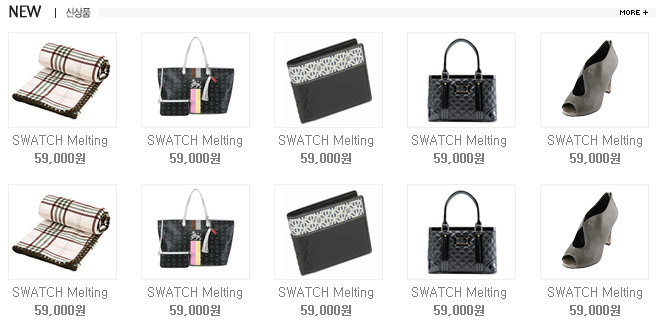 NEW | 신상품
MORE +
SWATCH Melting SWATCH Melting SWATCH Melting SWATCH Melting SWATCH Melting
59,000원 59,000원 59,000원 59,000원 59,000원
SWATCH Melting SWATCH Melting SWATCH Melting SWATCH Melting SWATCH Melting
59,000원 59,000원 59,000원 59,000원 59,000원